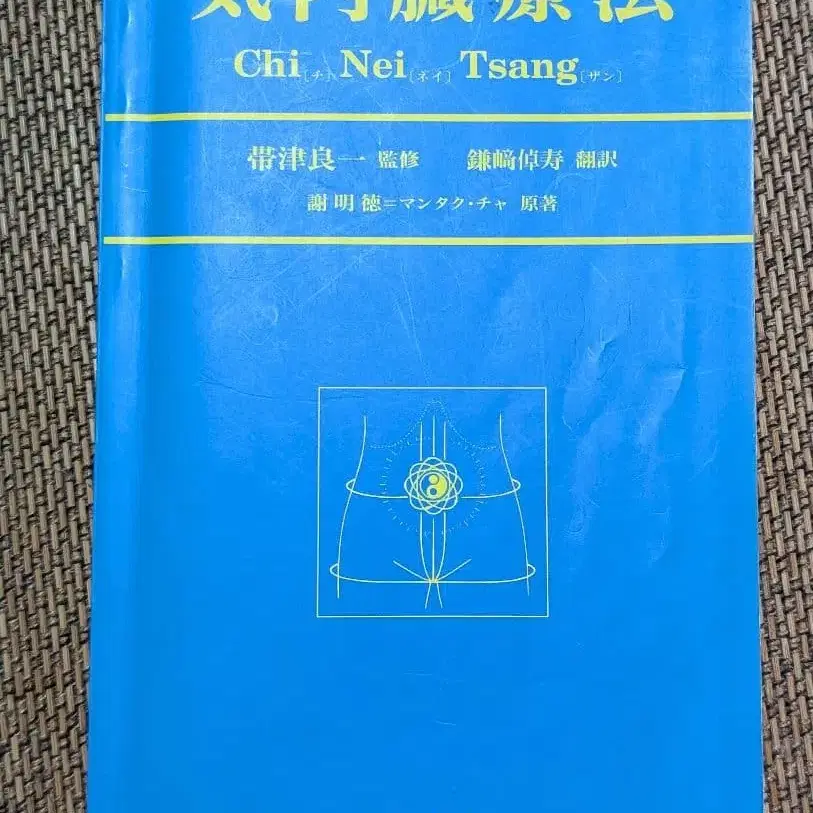 気内臓療法
Chi〔チ〕 Nei〔ネイ〕 Tsang〔ザン〕
帯津良一 監修　鎌﨑倬寿 翻訳
謝明徳=マンタク・チャ 原著